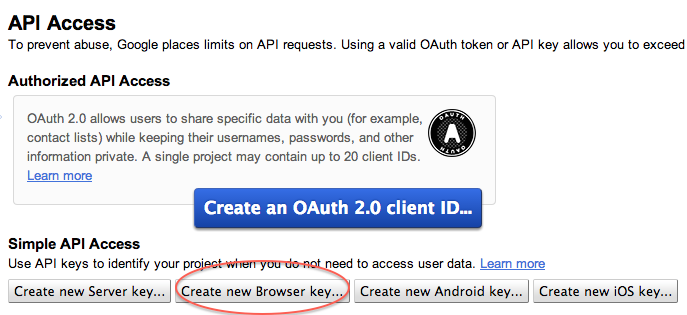 API Access
To prevent abuse, Google places limits on API requests. Using a valid OAuth token or API key allows you to exceed
Authorized API Access
OAuth 2.0 allows users to share specific data with you (for example,
contact lists) while keeping their usernames, passwords, and other
information private. A single project may contain up to 20 client IDs.
Learn more
OAUTH
A
OAUTH
Create an OAuth 2.0 client ID...
Simple API Access
Use API keys to identify your project when you do not need to access user data. Learn more
Create new Server key... Create new Browser key... Create new Android key... Create new iOS key...